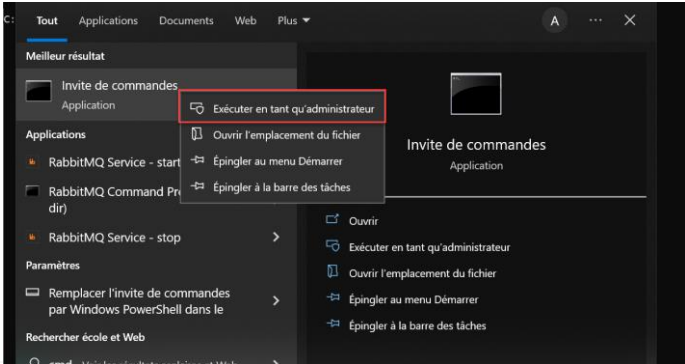 C:
Tout Applications Documents Web Plus
A
Meilleur résultat
Invite de commandes
Application
Exécuter en tant qu'administrateur
Ouvrir l'emplacement du fichier
Épingler au menu Démarrer
Épingler à la barre des tâches
Applications
RabbitMQ Service - start
RabbitMQ Command
dir)
RabbitMQ Service - stop
Paramètres
Remplacer l'invite de commandes
par Windows PowerShell dans le
Rechercher école et Web
Invite de commandes
Application
Ouvrir
Exécuter en tant qu'administrateur
Ouvrir l'emplacement du fichier
Épingler au menu Démarrer
Épingler à la barre des tâches